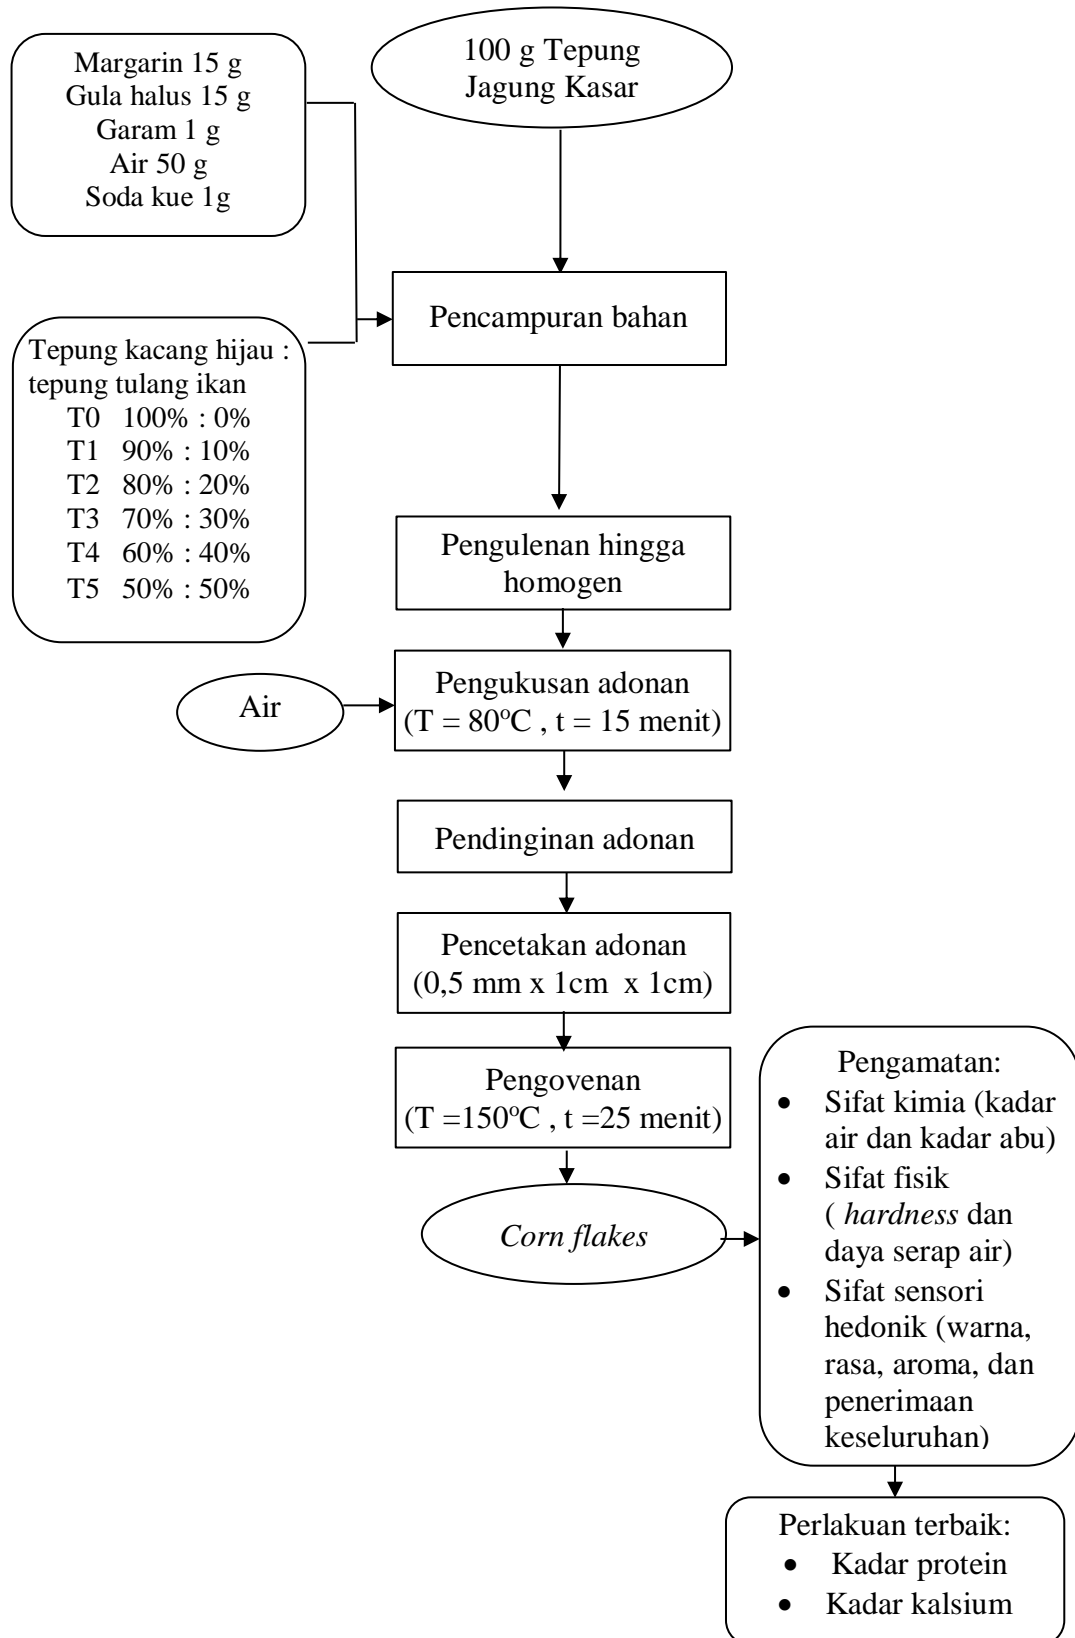 Margarin 15 g
Gula halus 15 g
Garam 1 g
Air 50 g
Soda kue 1g
100 g Tepung
Jagung Kasar
Pencampuran bahan
Tepung kacang hijau :
tepung tulang ikan
T0 100% : 0%
T1 90% : 10%
T2 80% : 20%
T3 70% : 30%
T4 60% : 40%
T5 50% : 50%
Pengulenan hingga
homogen
Air
Pengukusan adonan
(T = 80°C , t = 15 menit)
Pendinginan adonan
Pencetakan adonan
(0,5 mm x 1cm x 1cm)
Pengovenan
(T =150°C , t =25 menit)
Corn flakes
Pengamatan:
• Sifat kimia (kadar
air dan kadar abu)
• Sifat fisik
( hardness dan
daya serap air)
• Sifat sensori
hedonik (warna,
rasa, aroma, dan
penerimaan
keseluruhan)
Perlakuan terbaik:
• Kadar protein
• Kadar kalsium